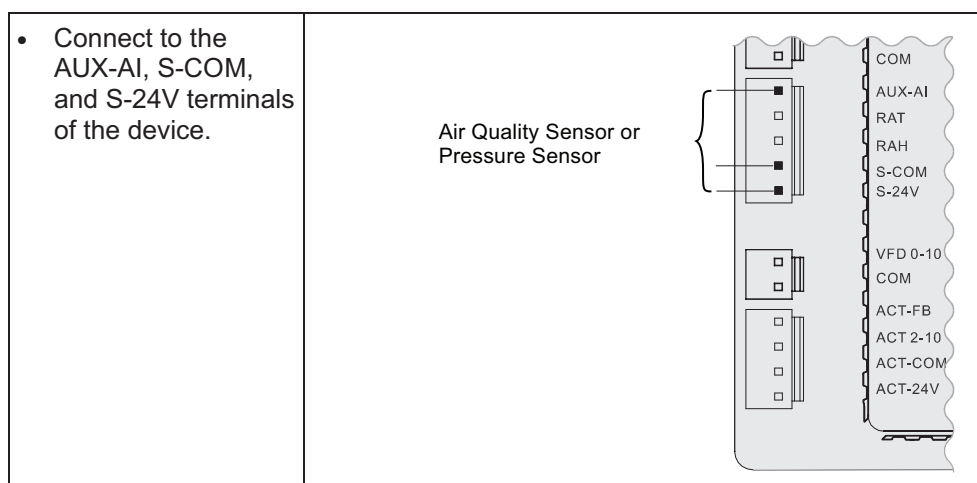 • Connect to the
AUX-AI, S-COM,
and S-24V terminals
of the device.
Air Quality Sensor or
Pressure Sensor
COM
AUX-AI
RAT
RAH
S-COM
S-24V
VFD 0-10
COM
ACT-FB
ACT 2-10
ACT-COM
ACT-24V